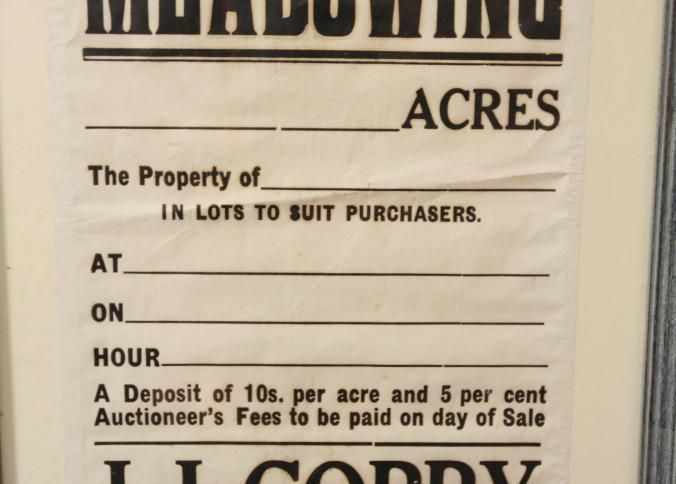 MEADOWING
ACRES
The Property of
IN LOTS TO SUIT PURCHASERS.
AT
ON
HOUR
A Deposit of 10s. per acre and 5 per cent
Auctioneer's Fees to be paid on day of Sale